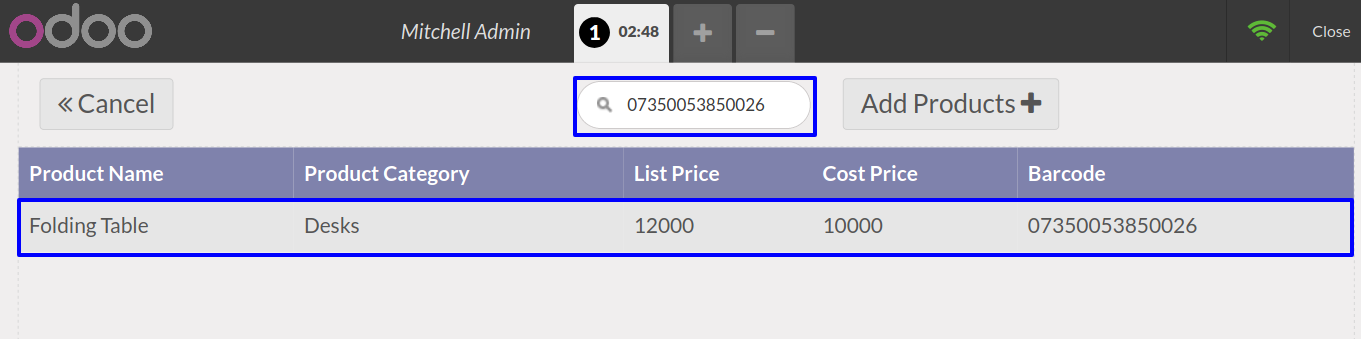 odoo Mitchell Admin 1 02:48 Close
Cancel 07350053850026 Add Products
Product Name Product Category List Price Cost Price Barcode
Folding Table Desks 12000 10000 07350053850026